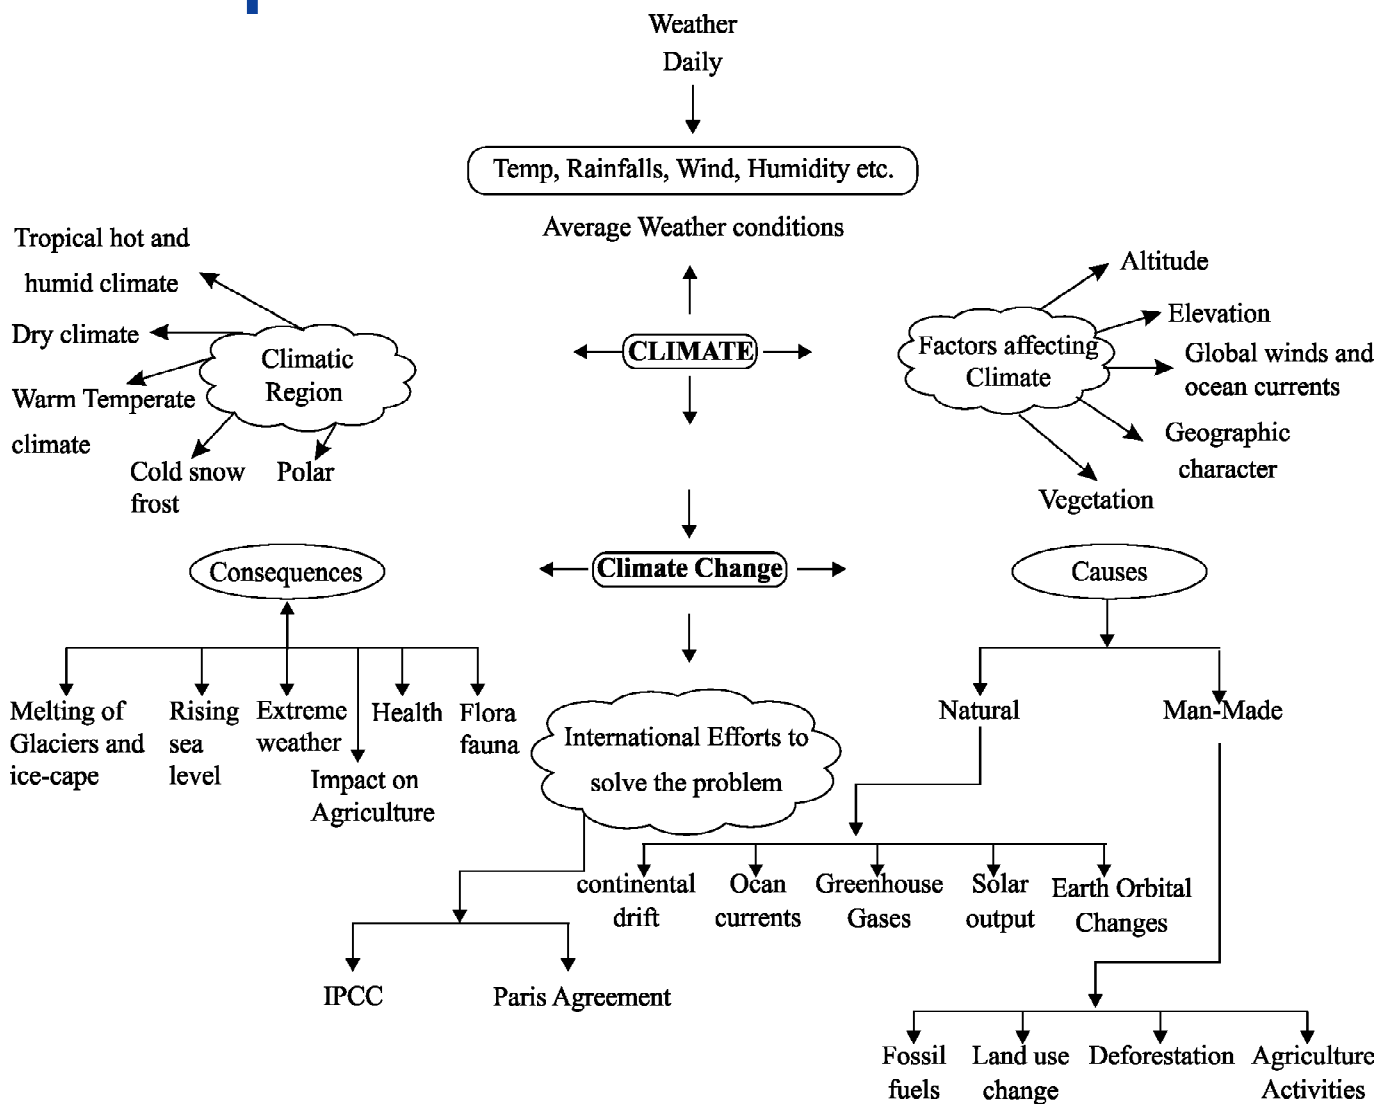 Weather
Daily
Temp, Rainfalls, Wind, Humidity etc.
Average Weather conditions
Tropical hot and
humid climate
Dry climate
Warm Temperate
climate
Cold snow
frost
Polar
Climatic
Region
CLIMATE
Factors affecting
Climate
Altitude
Elevation
Global winds and
ocean currents
Geographic
character
Vegetation
Consequences
Climate Change
Causes
Melting of
Glaciers and
ice-cape
Rising
sea
level
Extreme
weather
Impact on
Agriculture
Health
Flora
fauna
International Efforts to
solve the problem
Natural
Man-Made
continental
drift
Ocan
currents
Greenhouse
Gases
Solar
output
Earth Orbital
Changes
IPCC
Paris Agreement
Fossil
fuels
Land use
change
Deforestation
Agriculture
Activities